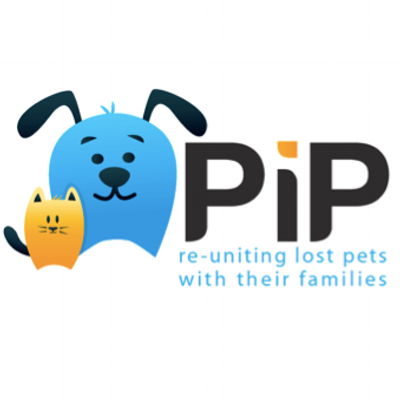 PiP
re-uniting lost pets
with their families